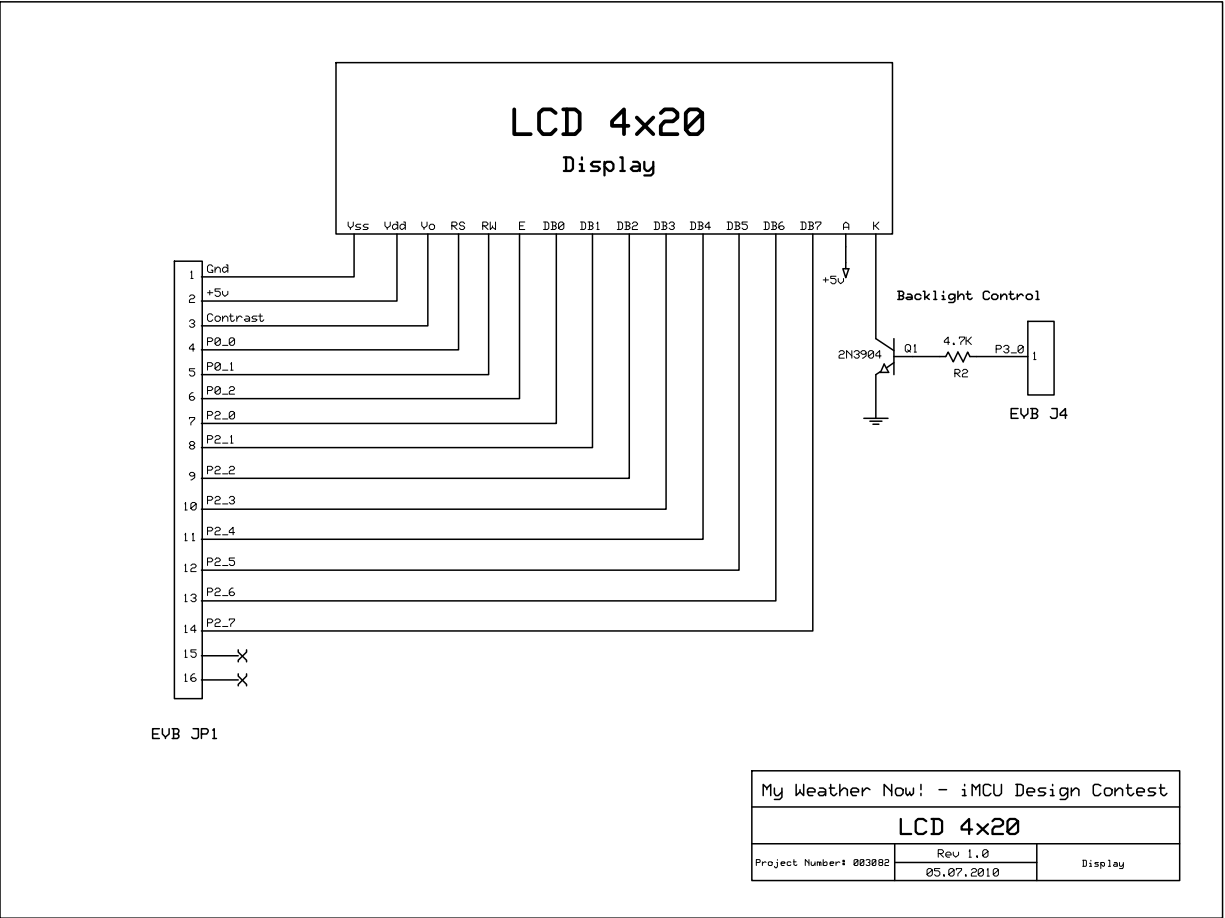 LCD 4x20
Display
Vss Vdd Vo RS RW E DB0 DB1 DB2 DB3 DB4 DB5 DB6 DB7 A K
1 Gnd
2 +5v
3 Contrast
4 P0_0
5 P0_1
6 P0_2
7 P2_0
8 P2_1
9 P2_2
10 P2_3
11 P2_4
12 P2_5
13 P2_6
14 P2_7
15
16
EVB JP1
+5v
Backlight Control
2N3904 Q1 4.7K P3_0 1
R2
EVB J4
My Weather Now! - iMCU Design Contest
LCD 4x20
Project Number: 003082
Rev 1.0
05.07.2010
Display